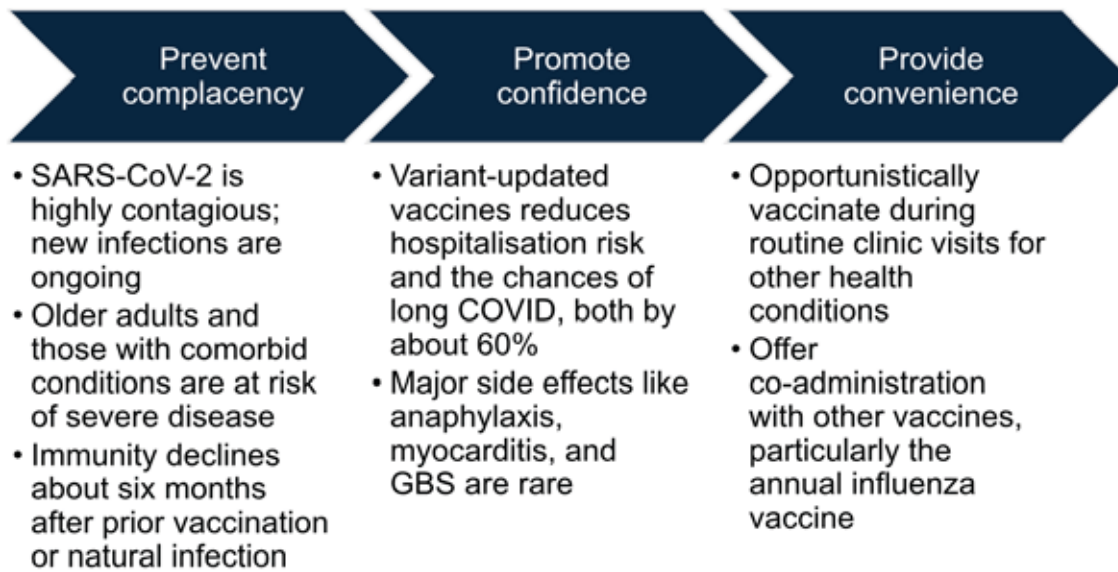 Prevent
complacency
• SARS-CoV-2 is
highly contagious;
new infections are
ongoing
• Older adults and
those with comorbid
conditions are at risk
of severe disease
• Immunity declines
about six months
after prior vaccination
or natural infection
Promote
confidence
• Variant-updated
vaccines reduces
hospitalisation risk
and the chances of
long COVID, both by
about 60%
• Major side effects like
anaphylaxis,
myocarditis, and
GBS are rare
Provide
convenience
• Opportunistically
vaccinate during
routine clinic visits for
other health
conditions
• Offer
co-administration
with other vaccines,
particularly the
annual influenza
vaccine